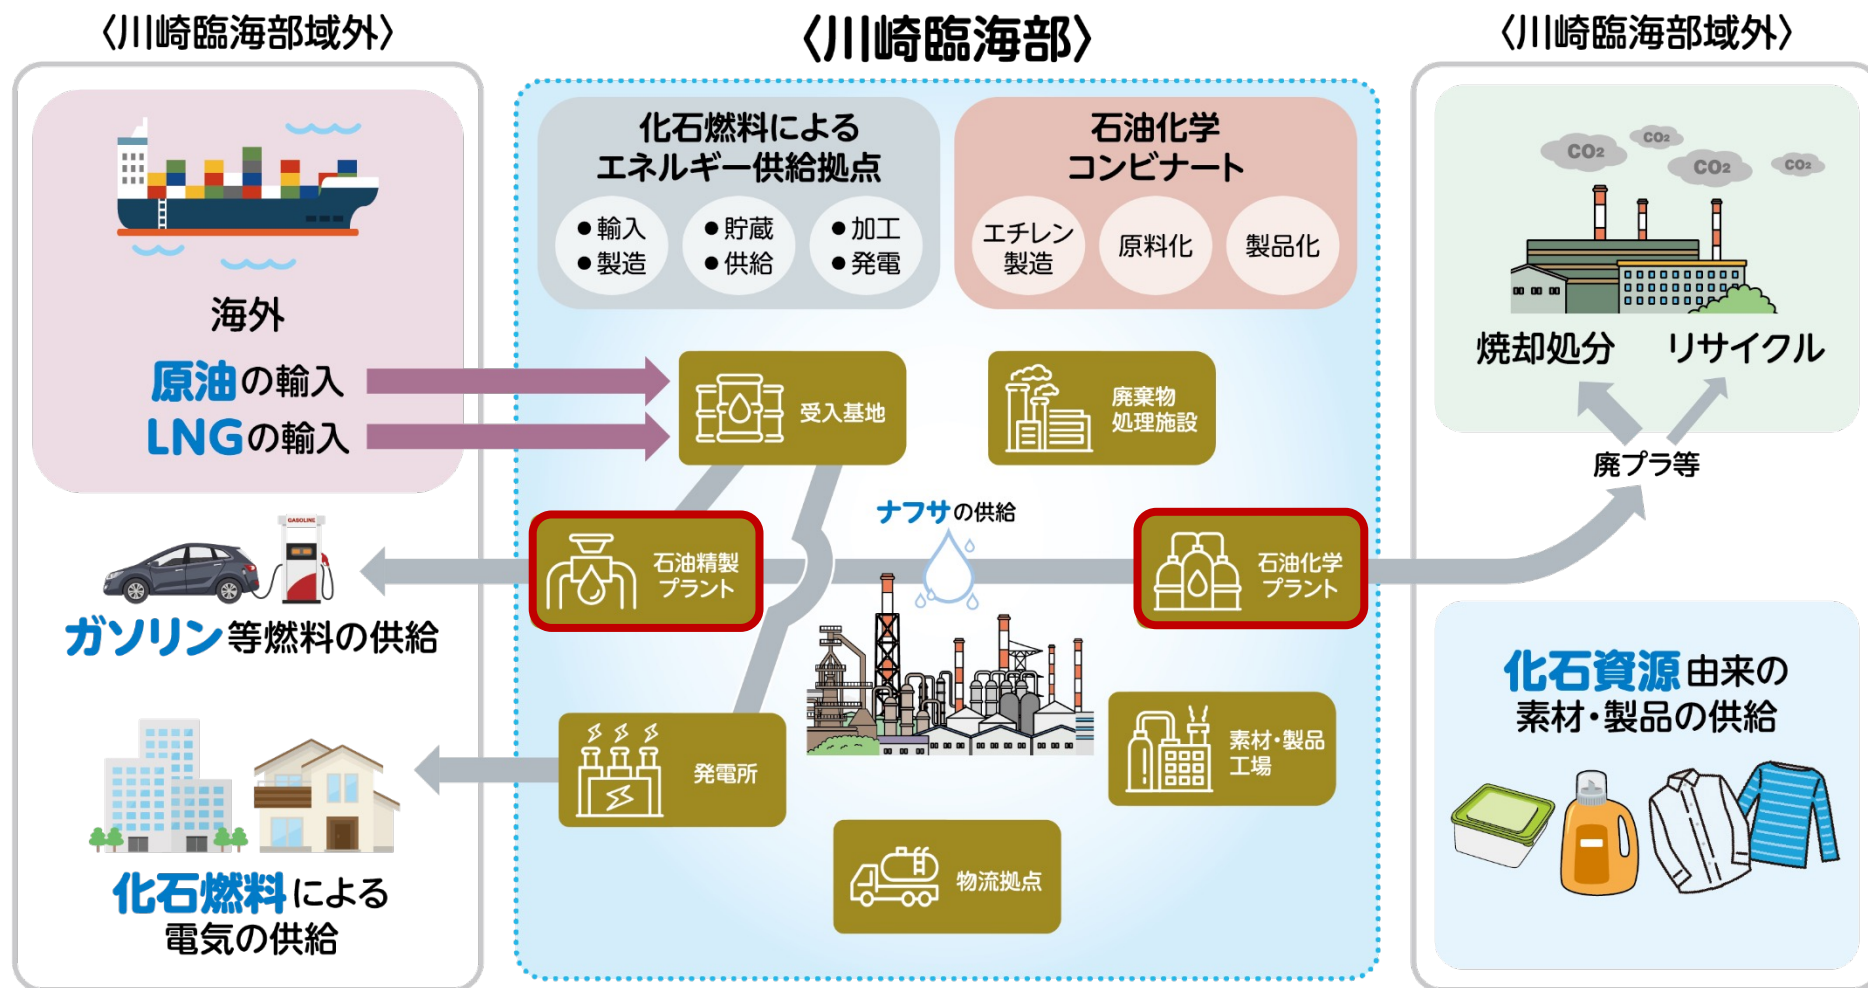 〈川崎臨海部域外〉
〈川崎臨海部〉
〈川崎臨海部域外〉
海外
原油の輸入
LNGの輸入
GASOLINE
ガソリン等燃料の供給
化石燃料による
電気の供給
化石燃料による
エネルギー供給拠点
●輸入
●製造
●貯蔵
●供給
●加工
●発電
石油化学
コンビナート
エチレン
製造
原料化
製品化
受入基地
廃棄物
処理施設
ナフサの供給
石油精製
プラント
石油化学
プラント
発電所
素材・製品
工場
物流拠点
CO2
CO2
CO2
CO2
焼却処分
リサイクル
廃プラ等
化石資源由来の
素材・製品の供給